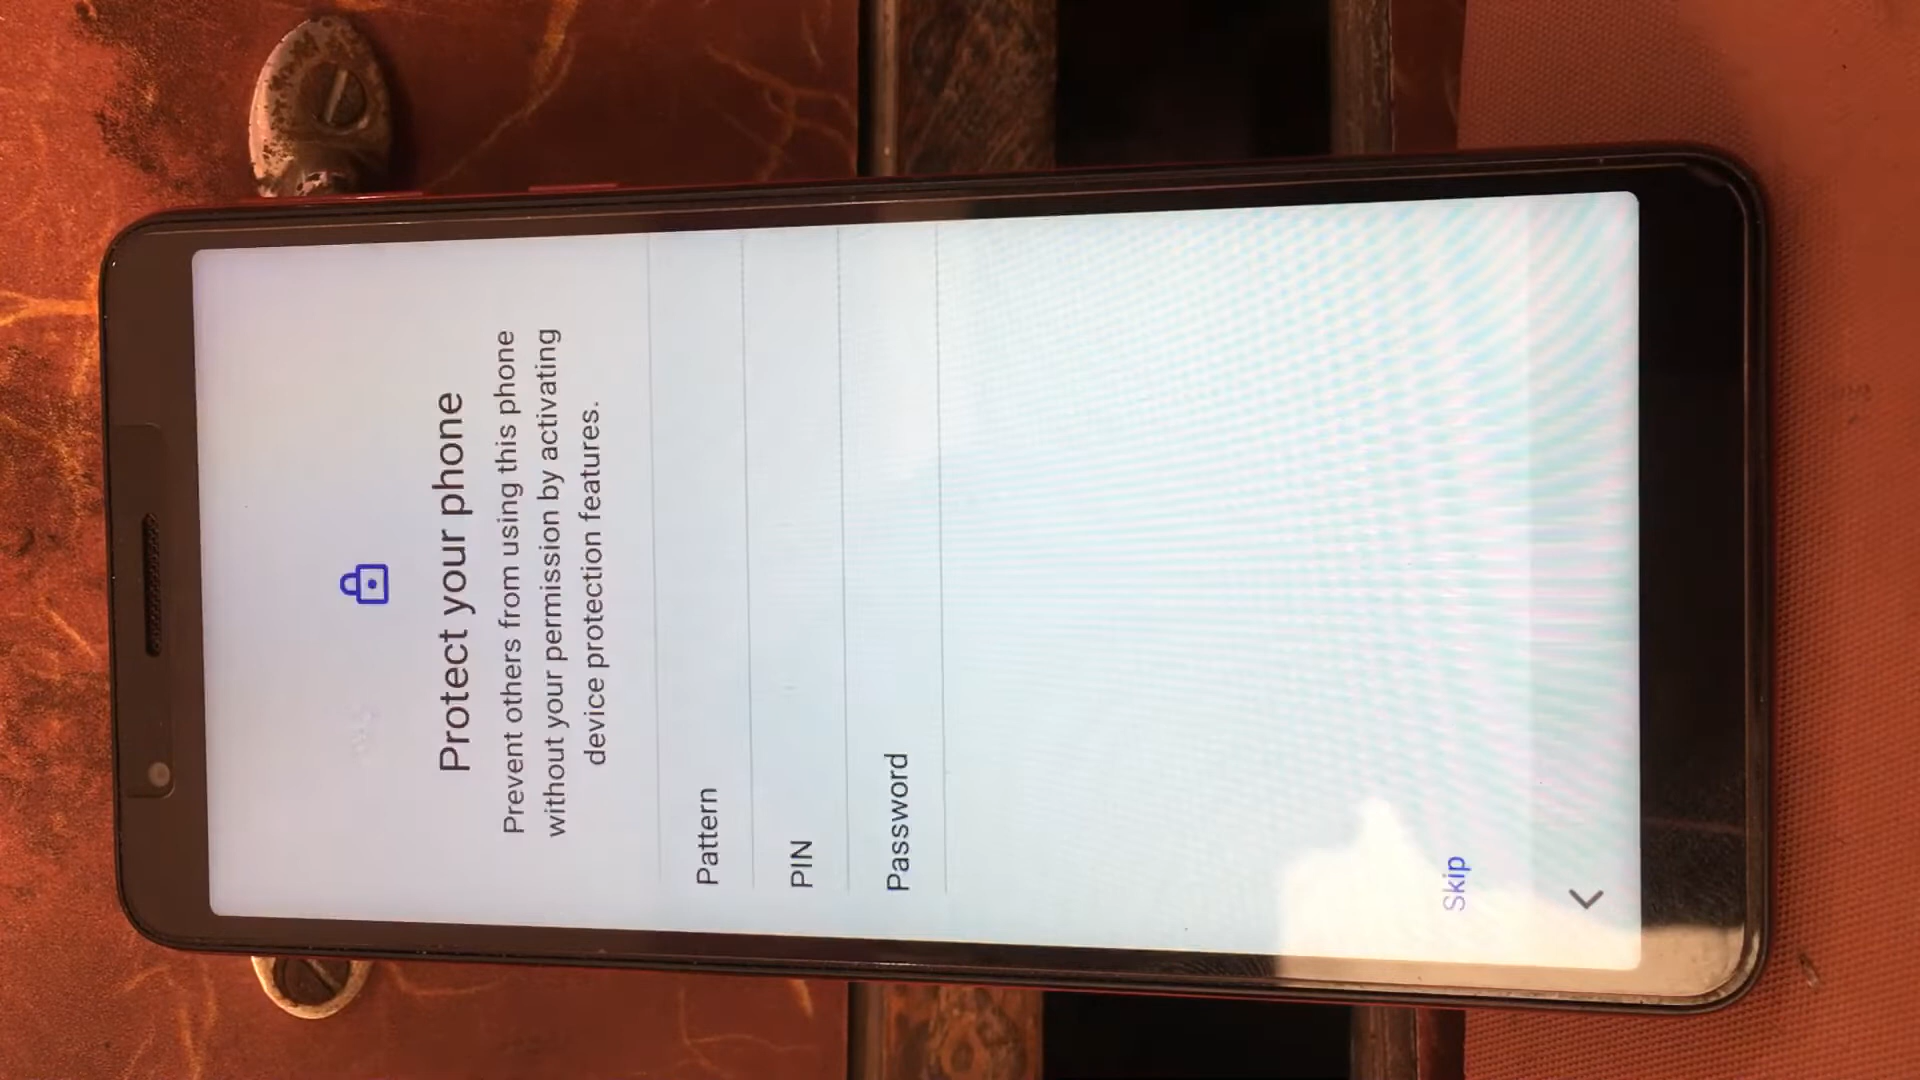 Protect your phone
Prevent others from using this phone
without your permission by activating
device protection features.
Pattern
PIN
Password
Skip